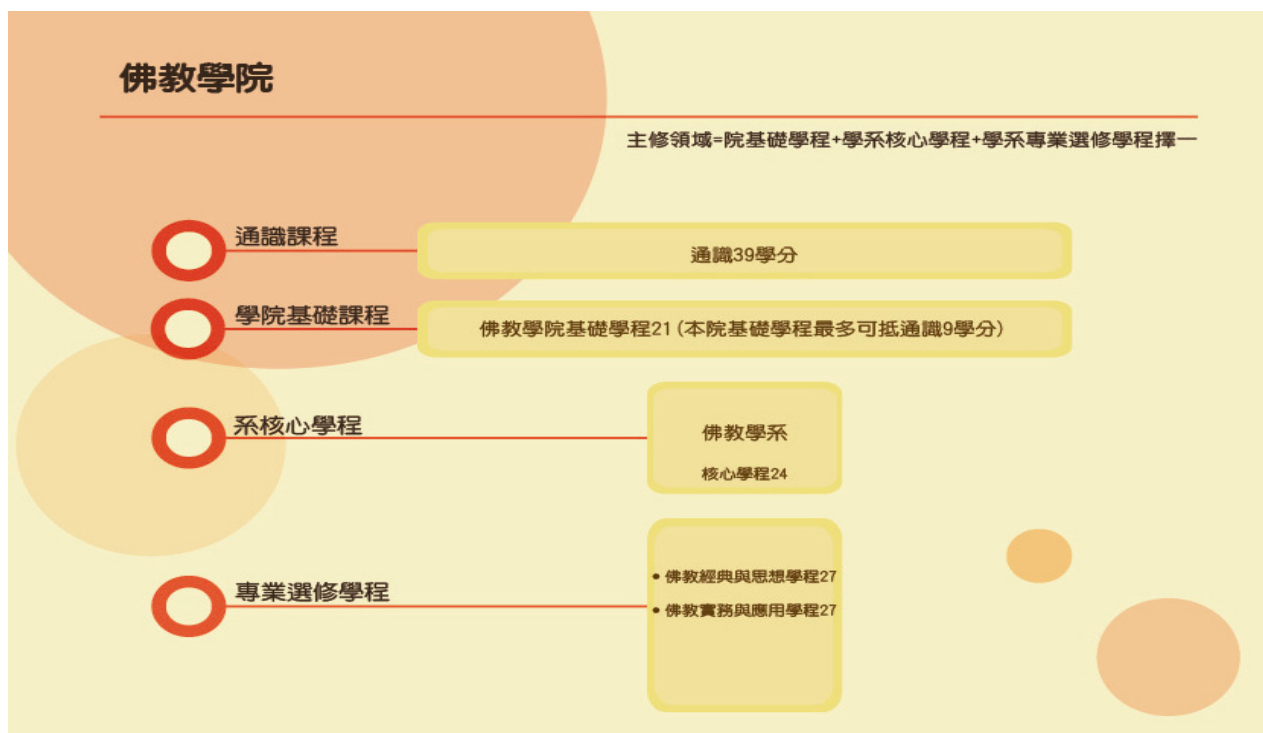 佛教學院
主修領域=院基礎學程+學系核心學程+學系專業選修學程擇一
通識課程
通識39學分
學院基礎課程
佛教學院基礎學程21(本院基礎學程最多可抵通識9學分)
系核心學程
佛教學系
核心學程24
專業選修學程
• 佛教經典與思想學程27
• 佛教實務與應用學程27